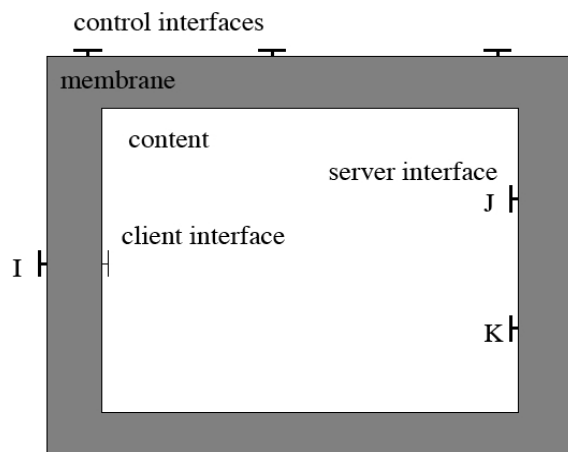 control interfaces
membrane
content
server interface
J
client interface
I
K